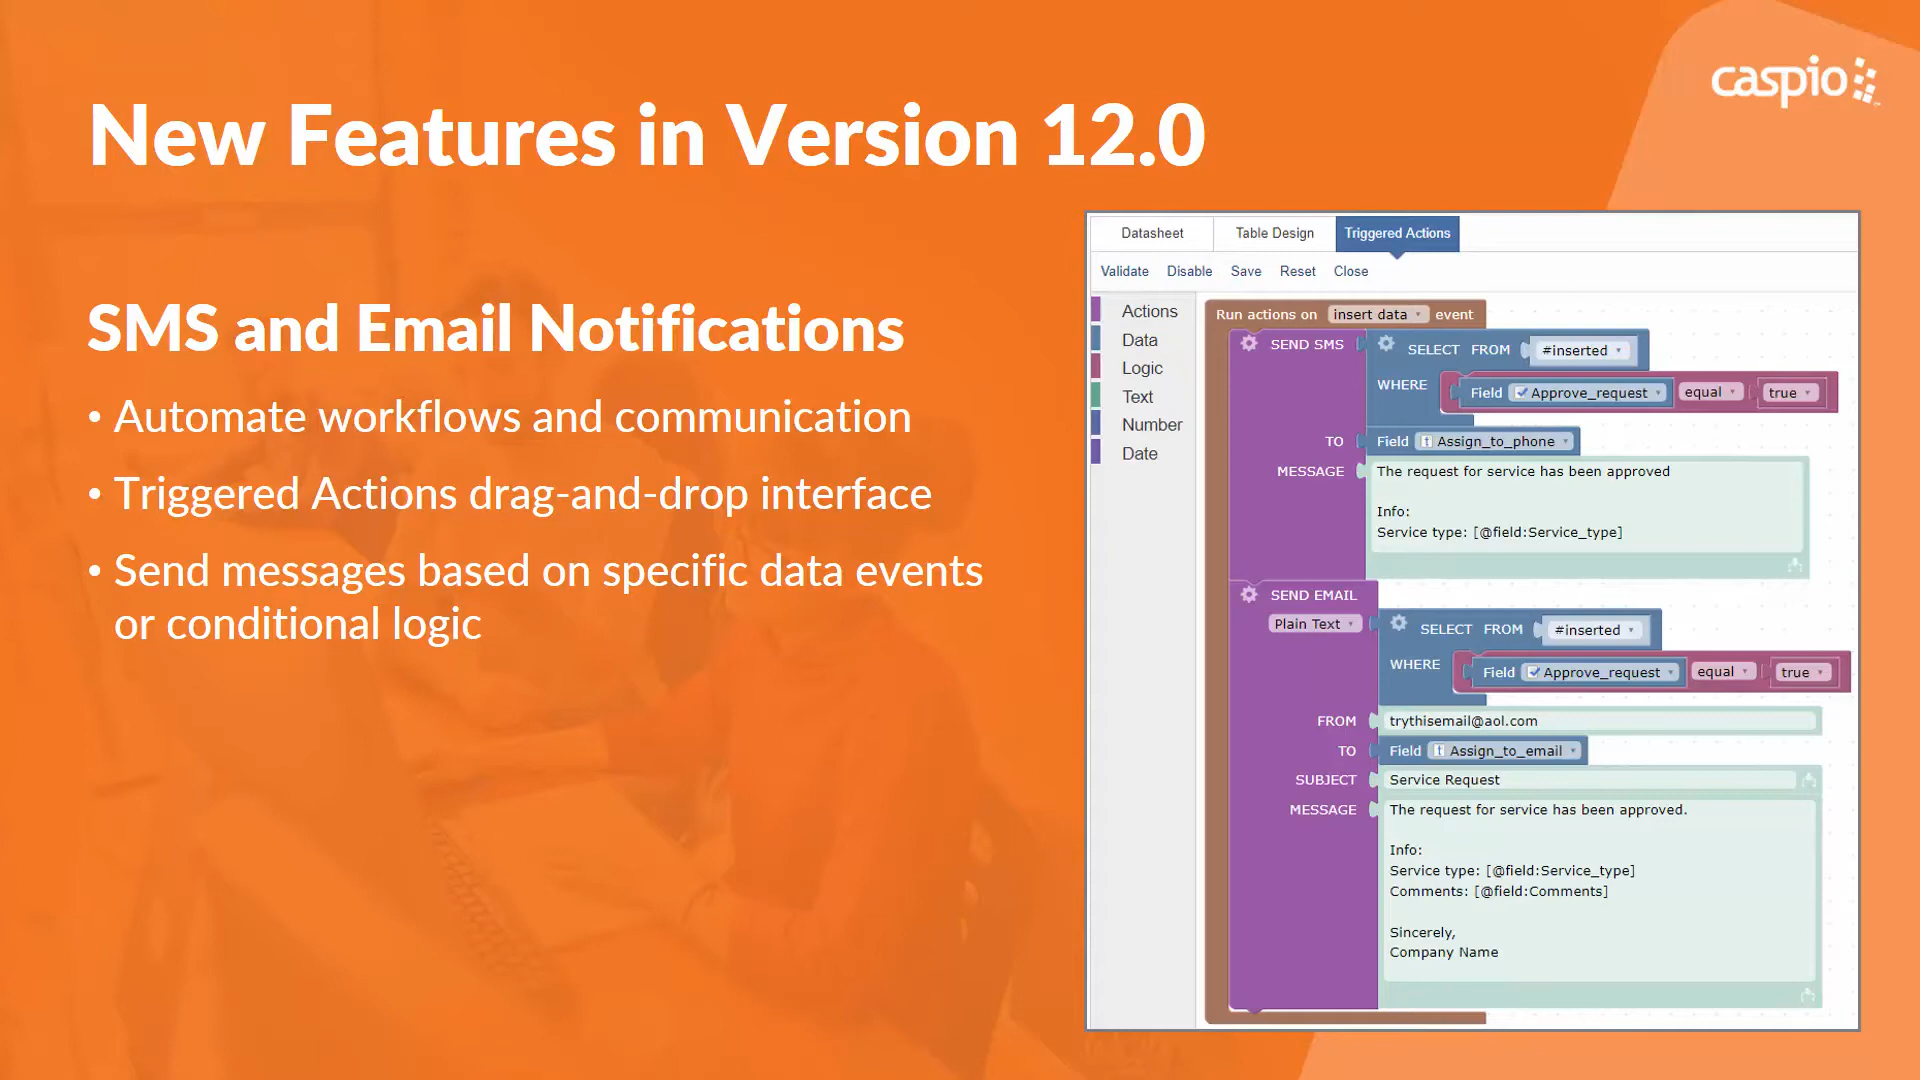 caspio
New Features in Version 12.0
SMS and Email Notifications
• Automate workflows and communication
• Triggered Actions drag-and-drop interface
• Send messages based on specific data events
or conditional logic
Datasheet Table Design Triggered Actions
Validate Disable Save Reset Close
Actions
Data
Logic
Text
Number
Date
Run actions on insert data event
SEND SMS SELECT FROM #inserted
WHERE Field Approve_request equal true
TO Field Assign_to_phone
MESSAGE The request for service has been approved
Info:
Service type: [@field:Service_type]
SEND EMAIL
Plain Text SELECT FROM #inserted
WHERE Field Approve_request equal true
FROM trythisemail@aol.com
TO Field Assign_to_email
SUBJECT Service Request
MESSAGE The request for service has been approved.
Info:
Service type: [@field:Service_type]
Comments: [@field:Comments]
Sincerely,
Company Name